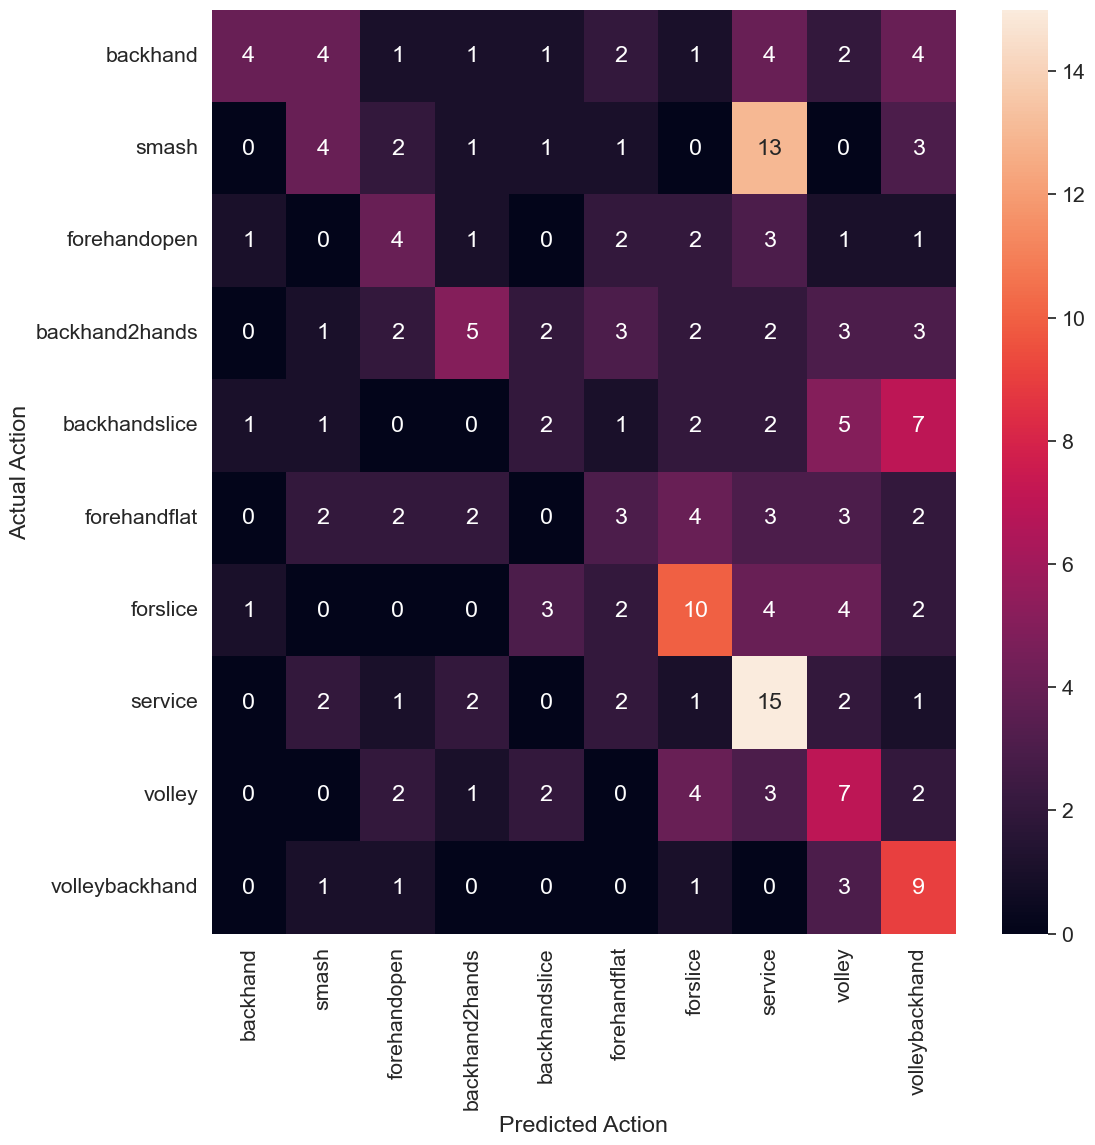 backhand 4 4 1 1 1 2 1 4 2 4
smash 0 4 2 1 1 1 0 13 0 3
forehandopen 1 0 4 1 0 2 2 3 1 1
backhand2hands 0 1 2 5 2 3 2 2 3 3
backhandslice 1 1 0 0 2 1 2 2 5 7
forehandflat 0 2 2 2 0 3 4 3 3 2
forslice 1 0 0 0 3 2 10 4 4 2
service 0 2 1 2 0 2 1 15 2 1
volley 0 0 2 1 2 0 4 3 7 2
volleybackhand 0 1 1 0 0 0 1 0 3 9
Actual Action
backhand
smash
forehandopen
backhand2hands
backhandslice
forehandflat
forslice
service
volley
volleybackhand
Predicted Action
14
12
10
8
6
4
2
0